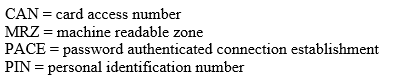 CAN = card access number
MRZ = machine readable zone
PACE = password authenticated connection establishment
PIN = personal identification number